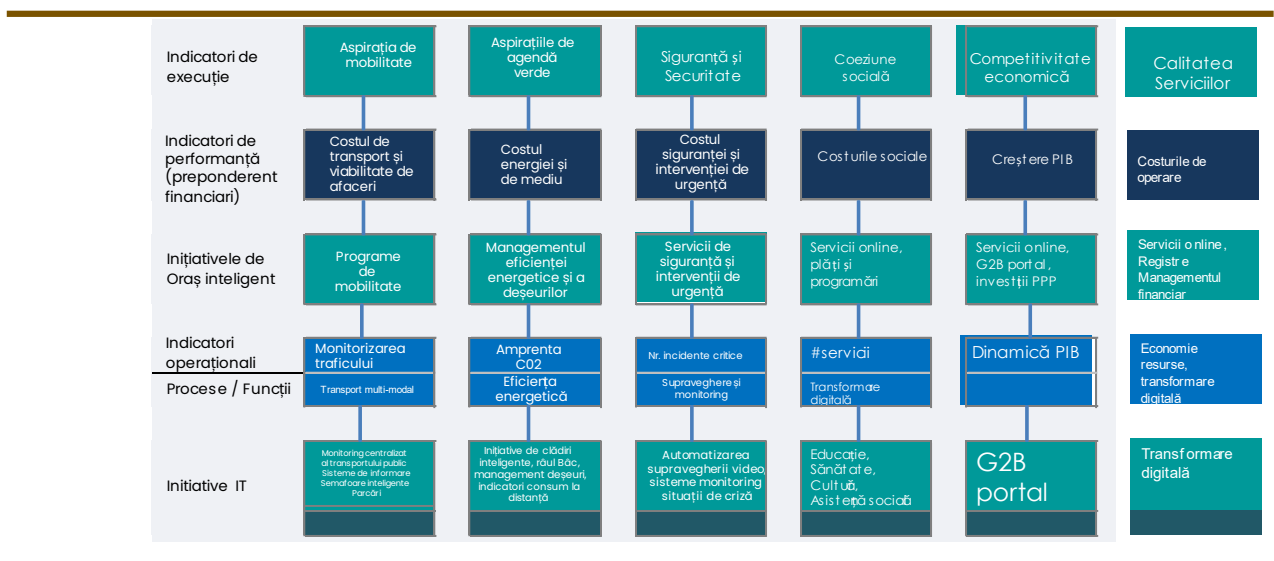 Indicatori de
execuție
Aspirația de
mobilitate
Aspirațiile de
agendă
verde
Siguranță și
Securitate
Coeziune
socială
Competitivitate
economică
Calitatea
Serviciilor
Indicatori de
performanță
(preponderent
financiari)
Costul de
transport și
viabilitate de
afaceri
Costul
energiei și
de mediu
Costul
siguranței și
intervenției de
urgență
Costurile sociale
Creștere PIB
Costurile de
operare
Inițiativele de
Oraș inteligent
Programe
de
mobilitate
Managementul
eficienței
energetice și a
deșeurilor
Servicii de
siguranță și
intervenții de
urgență
Servicii online,
plăți și
programări
Servicii online,
G2B portal,
investiții PPP
Servicii online,
Registre
Managementul
financiar
Indicatori
operaționali
Monitorizarea
traficului
Amprenta
C02
Nr. incidente critice
#servicii
Dinamică PIB
Economie
resurse,
transformare
digitală
Procese / Funcții
Transport multi-modal
Eficiența
energetică
Supraveghere și
monitoring
Transformare
digitală
Initiative IT
Monitoring centralizat
al transportului public
Sisteme de informare
Semafoare inteligente
Parcări
Inițiative de clădiri
inteligente, râul Bâc,
management deșeuri,
indicatori consum la
distanță
Automatizarea
supravegherii video,
sisteme monitoring
situații de criză
Educație,
Sănătate,
Cultură,
Asistență socială
G2B
portal
Transformare
digitală